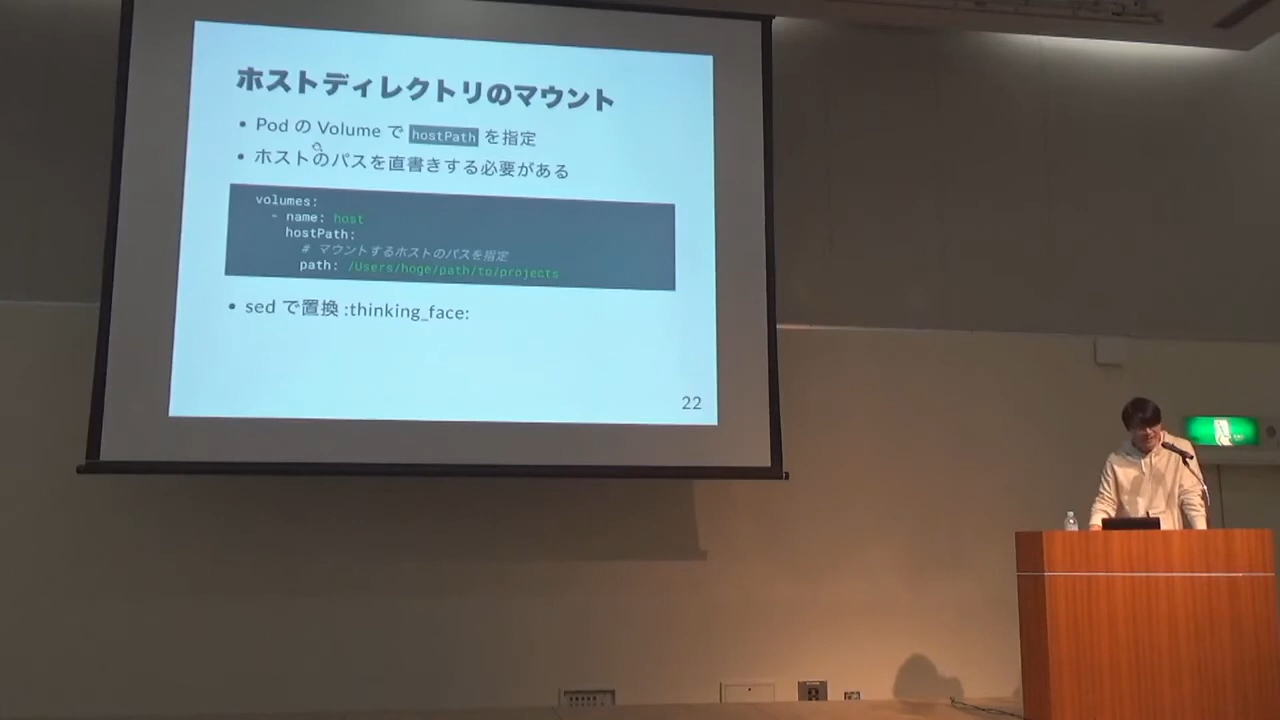 ホストディレクトリのマウント
• Pod の Volume で hostPath を指定
• ホストのパスを直書きする必要がある
volumes:
- name: host
hostPath:
# マウントするホストのパスを指定
path: /Users/hoge/path/to/projects
• sed で置換 :thinking_face:
22